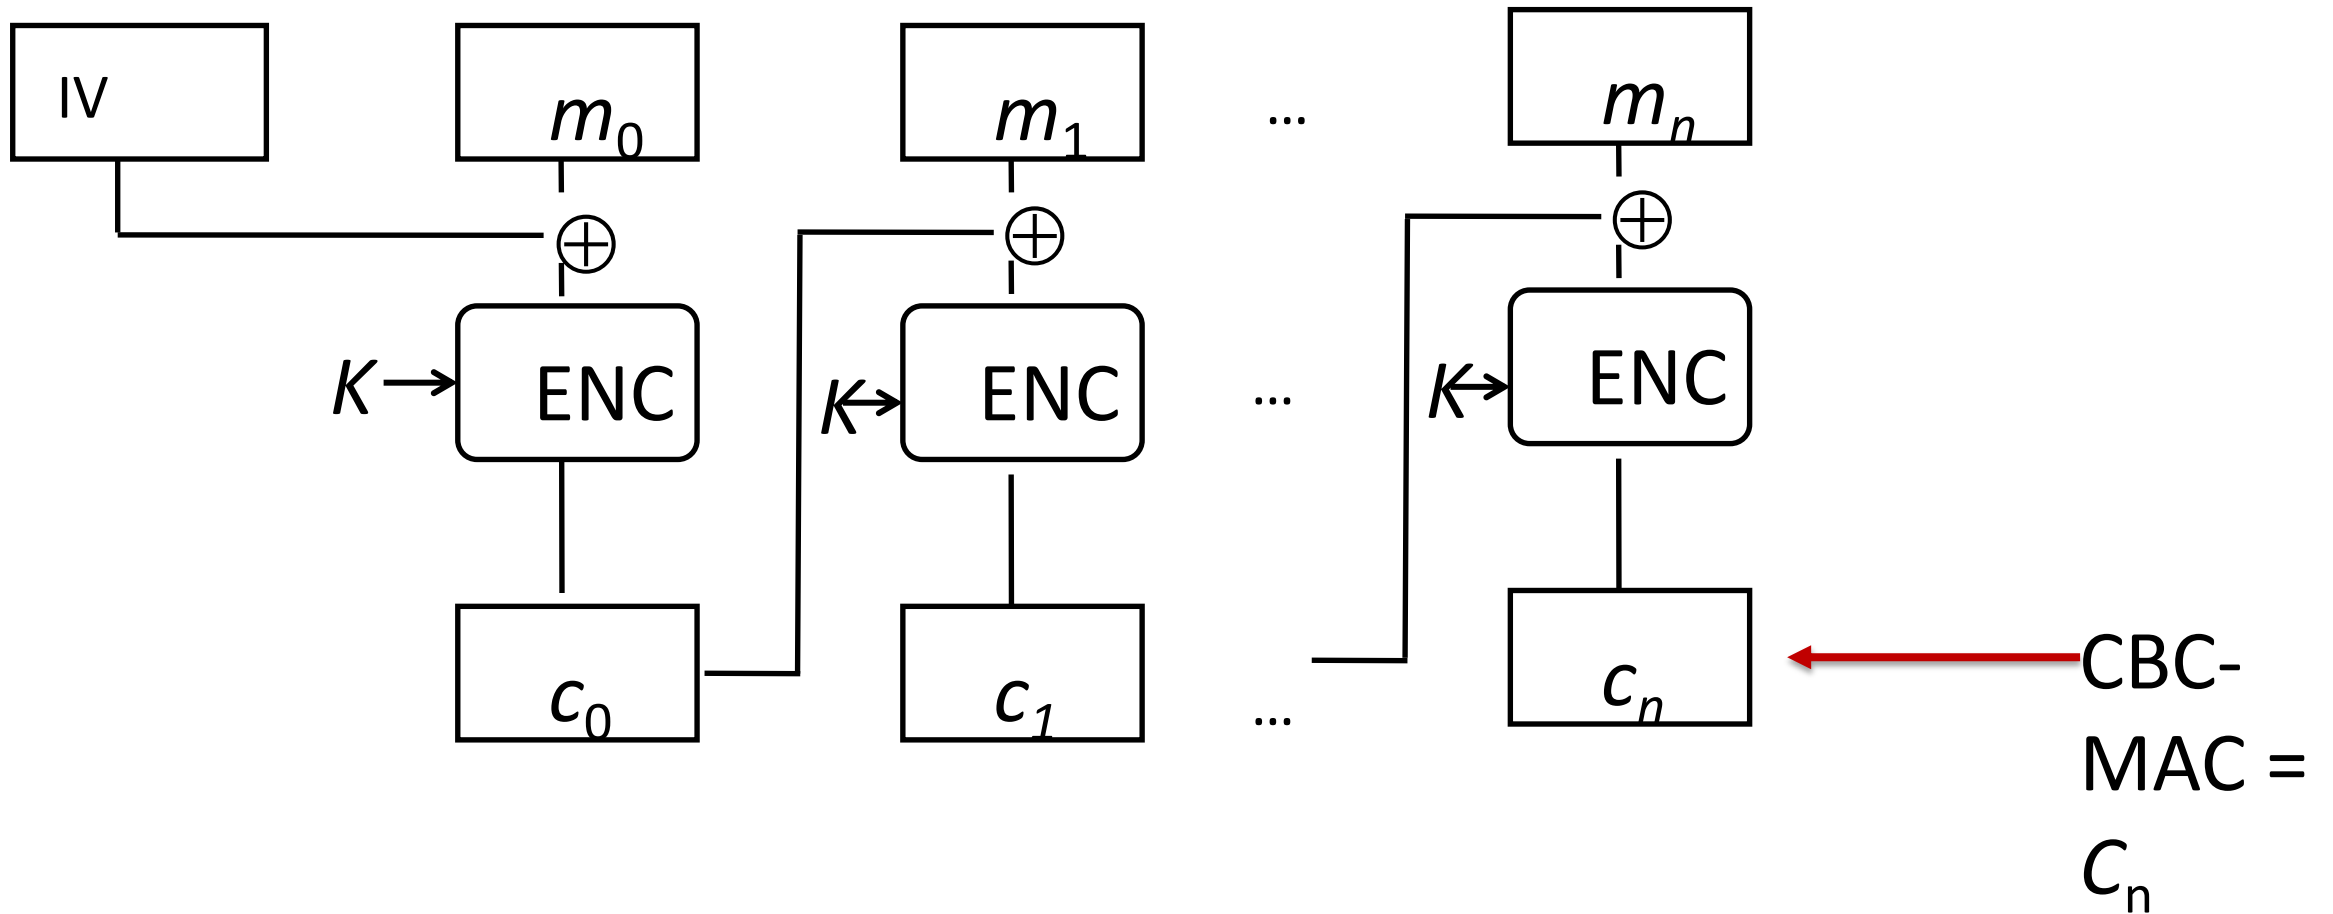 IV m₀ m₁ ... mₙ
K ENC K ENC ... K ENC
c₀ c₁ ... cₙ
CBC-
MAC =
Cₙ